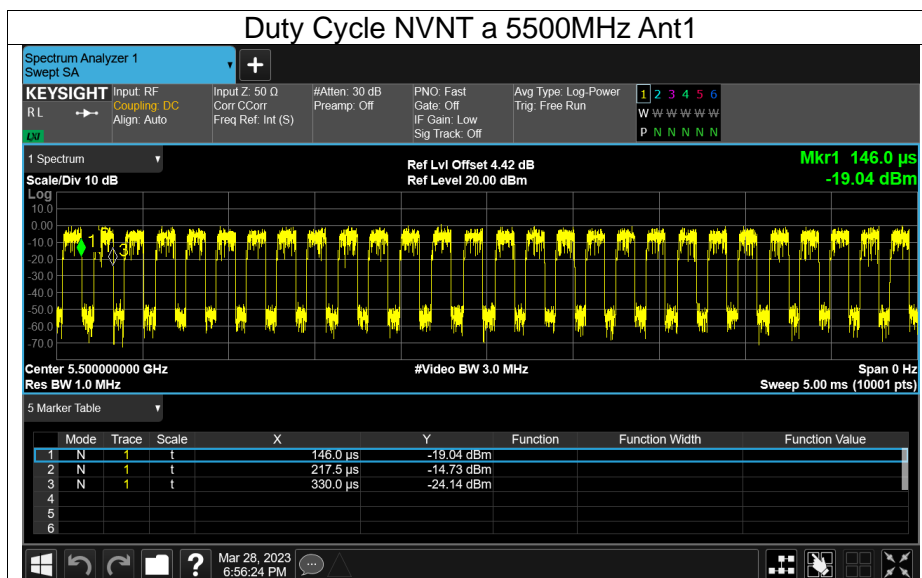 Duty Cycle NVNT a 5500MHz Ant1
Spectrum Analyzer 1
Swept SA
+
KEYSIGHT Input: RF Input Z: 50 Ω #Atten: 30 dB PNO: Fast Avg Type: Log-Power 1 2 3 4 5 6
R L Coupling: DC Corr CCorr Preamp: Off Gate: Off Trig: Free Run W W W W W W
Align: Auto Freq Ref: Int (S) IF Gain: Low
LXI Sig Track: Off P N N N N N
1 Spectrum Ref Lvl Offset 4.42 dB Mkr1 146.0 µs
Scale/Div 10 dB Ref Level 20.00 dBm -19.04 dBm
Log
10.0
0.00
-10.0
-20.0
-30.0
-40.0
-50.0
-60.0
-70.0
1
3
Center 5.500000000 GHz #Video BW 3.0 MHz Span 0 Hz
Res BW 1.0 MHz Sweep 5.00 ms (10001 pts)
5 Marker Table
Mode Trace Scale X Y Function Function Width Function Value
1 N 1 t 146.0 µs -19.04 dBm
2 N 1 t 217.5 µs -14.73 dBm
3 N 1 t 330.0 µs -24.14 dBm
4
5
6
? Mar 28, 2023
6:56:24 PM